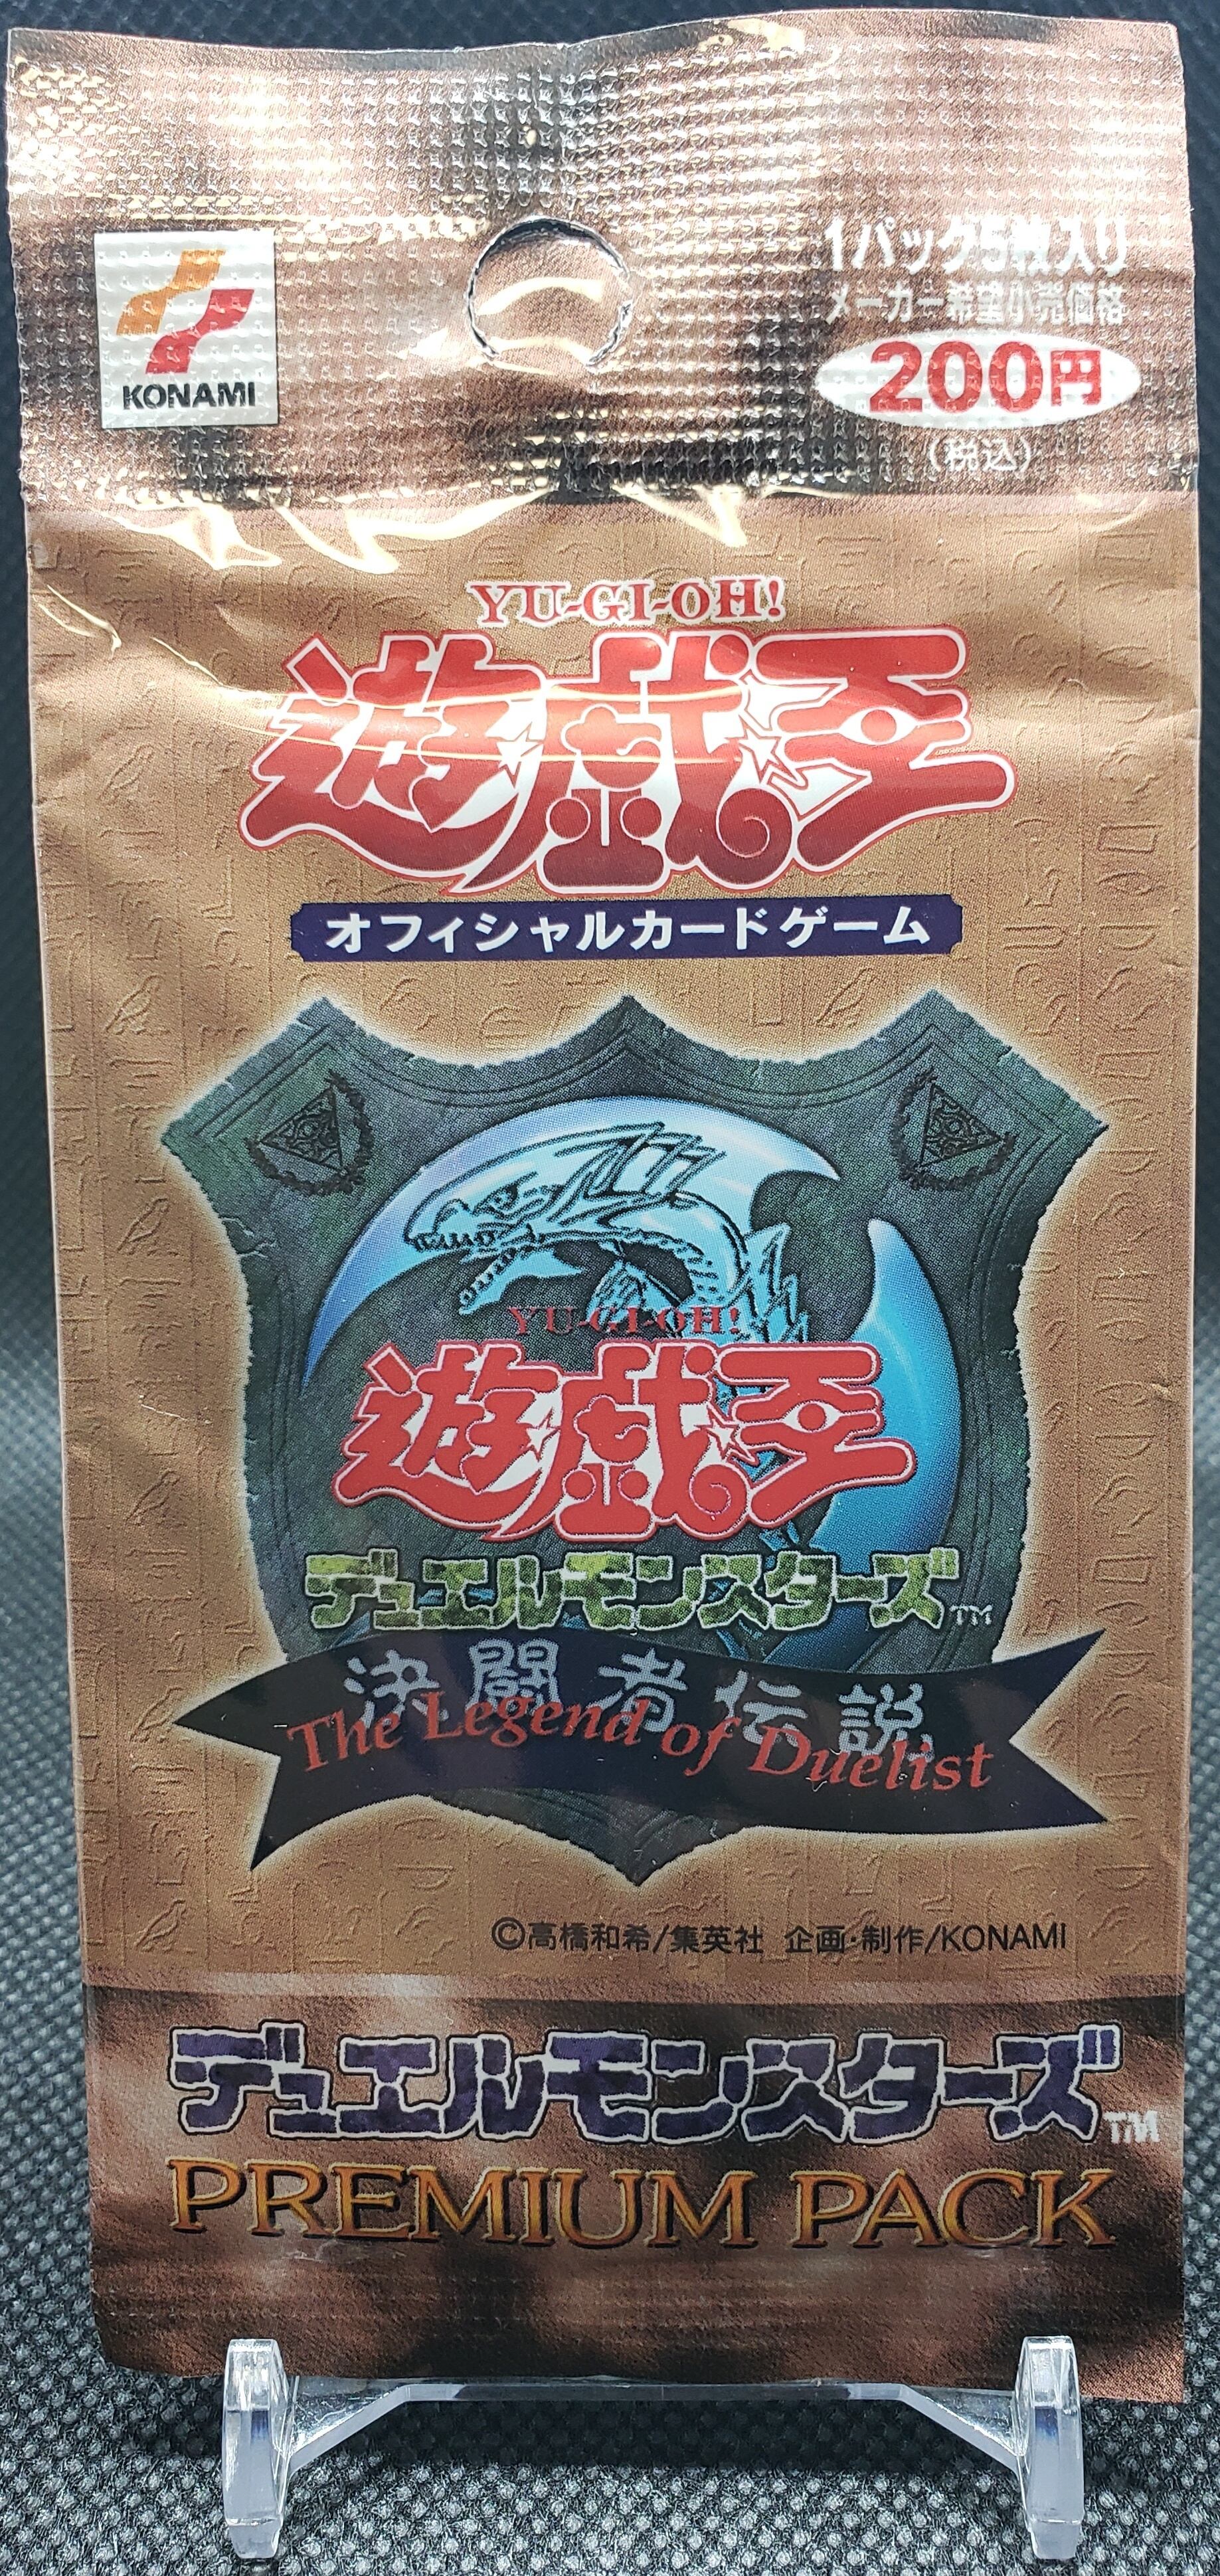 KONAMI
1パック5枚入り
メーカー希望小売価格
200円
(税込)
YU-GI-OH!
遊戯王
オフィシャルカードゲーム
YU-GI-OH!
遊戯王
デュエルモンスターズ™
決闘者伝説
The Legend of Duelist
©高橋和希/集英社 企画・制作/KONAMI
デュエルモンスターズ™
PREMIUM PACK